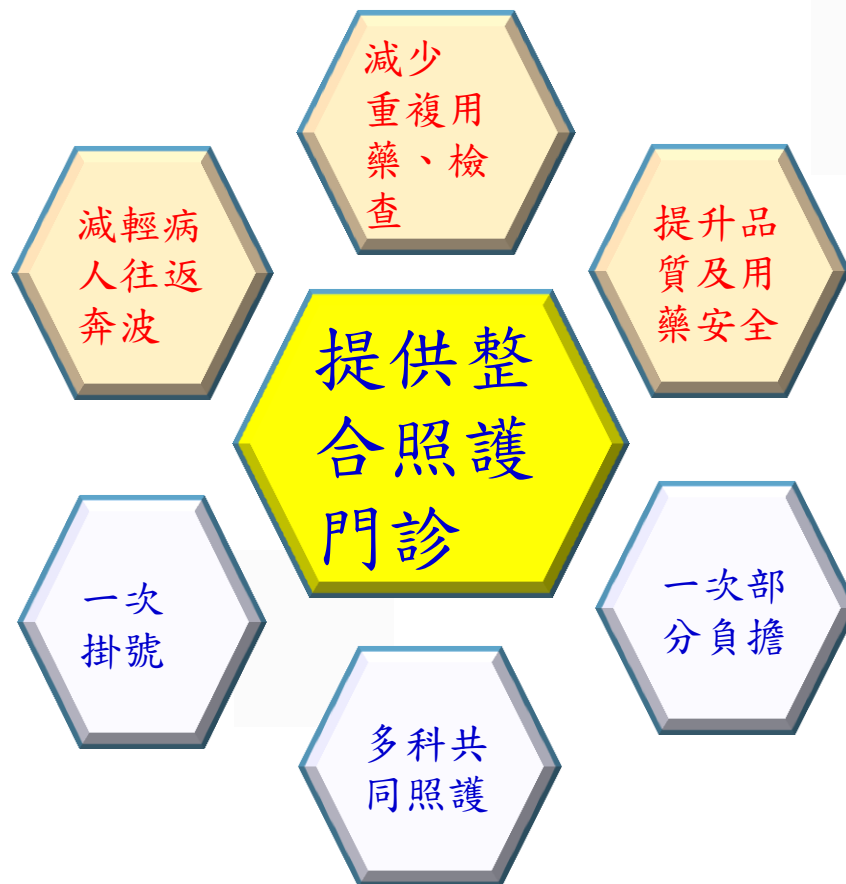 減少
重複用
藥、檢
查
減輕病
人往返
奔波
提升品
質及用
藥安全
提供整
合照護
門診
一次
掛號
一次部
分負擔
多科共
同照護